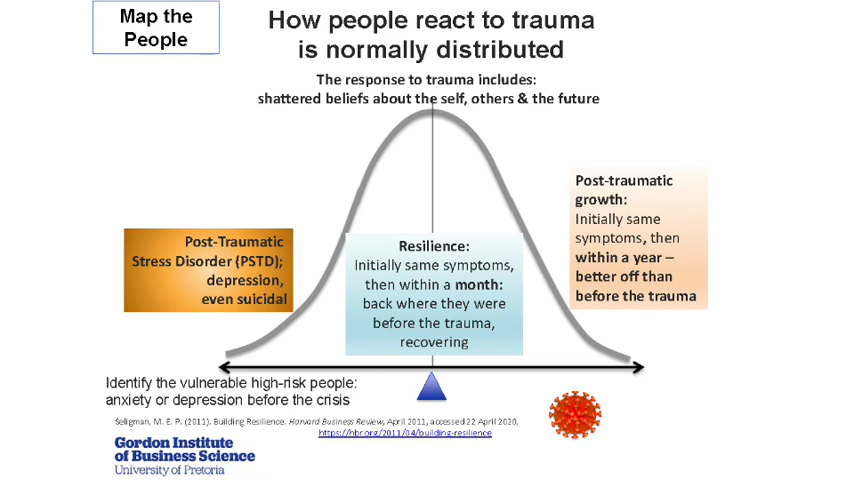 Map the
People
How people react to trauma
is normally distributed
The response to trauma includes:
shattered beliefs about the self, others & the future
Post-traumatic
growth:
Initially same
symptoms, then
within a year –
better off than
before the trauma
Post-Traumatic
Stress Disorder (PSTD);
depression,
even suicidal
Resilience:
Initially same symptoms,
then within a month:
back where they were
before the trauma,
recovering
Identify the vulnerable high-risk people:
anxiety or depression before the crisis
Seligman, M. E. P. (2011). Building Resilience. Harvard Business Review, April 2011, accessed 22 April 2020,
https://hbr.org/2011/04/building-resilience
Gordon Institute
of Business Science
University of Pretoria